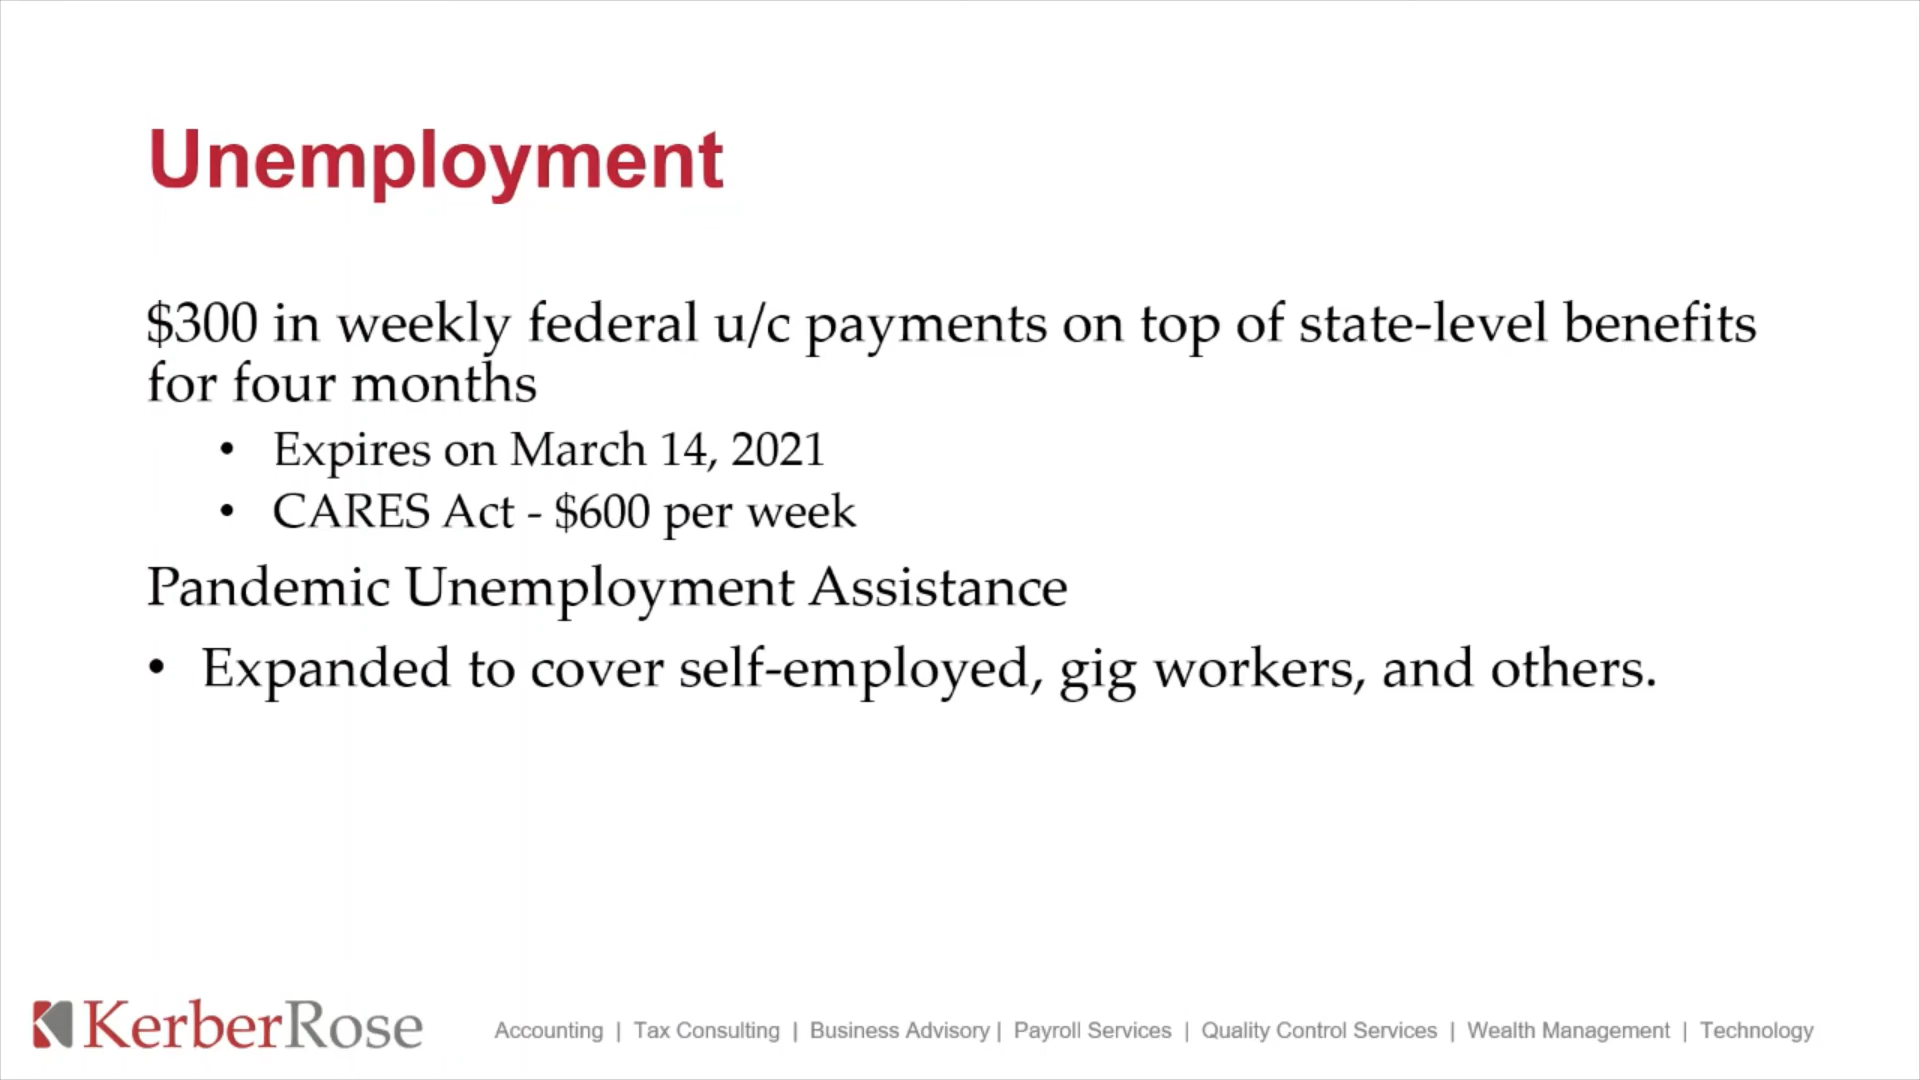 Unemployment
$300 in weekly federal u/c payments on top of state-level benefits
for four months
• Expires on March 14, 2021
• CARES Act - $600 per week
Pandemic Unemployment Assistance
• Expanded to cover self-employed, gig workers, and others.
KerberRose
Accounting | Tax Consulting | Business Advisory | Payroll Services | Quality Control Services | Wealth Management | Technology